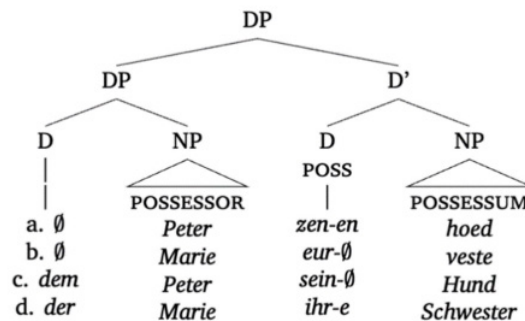 DP
DP D’
D NP D NP
POSS
POSSESSOR POSSESSUM
a. Ø Peter zen-en hoed
b. Ø Marie eur-Ø veste
c. dem Peter sein-Ø Hund
d. der Marie ihr-e Schwester